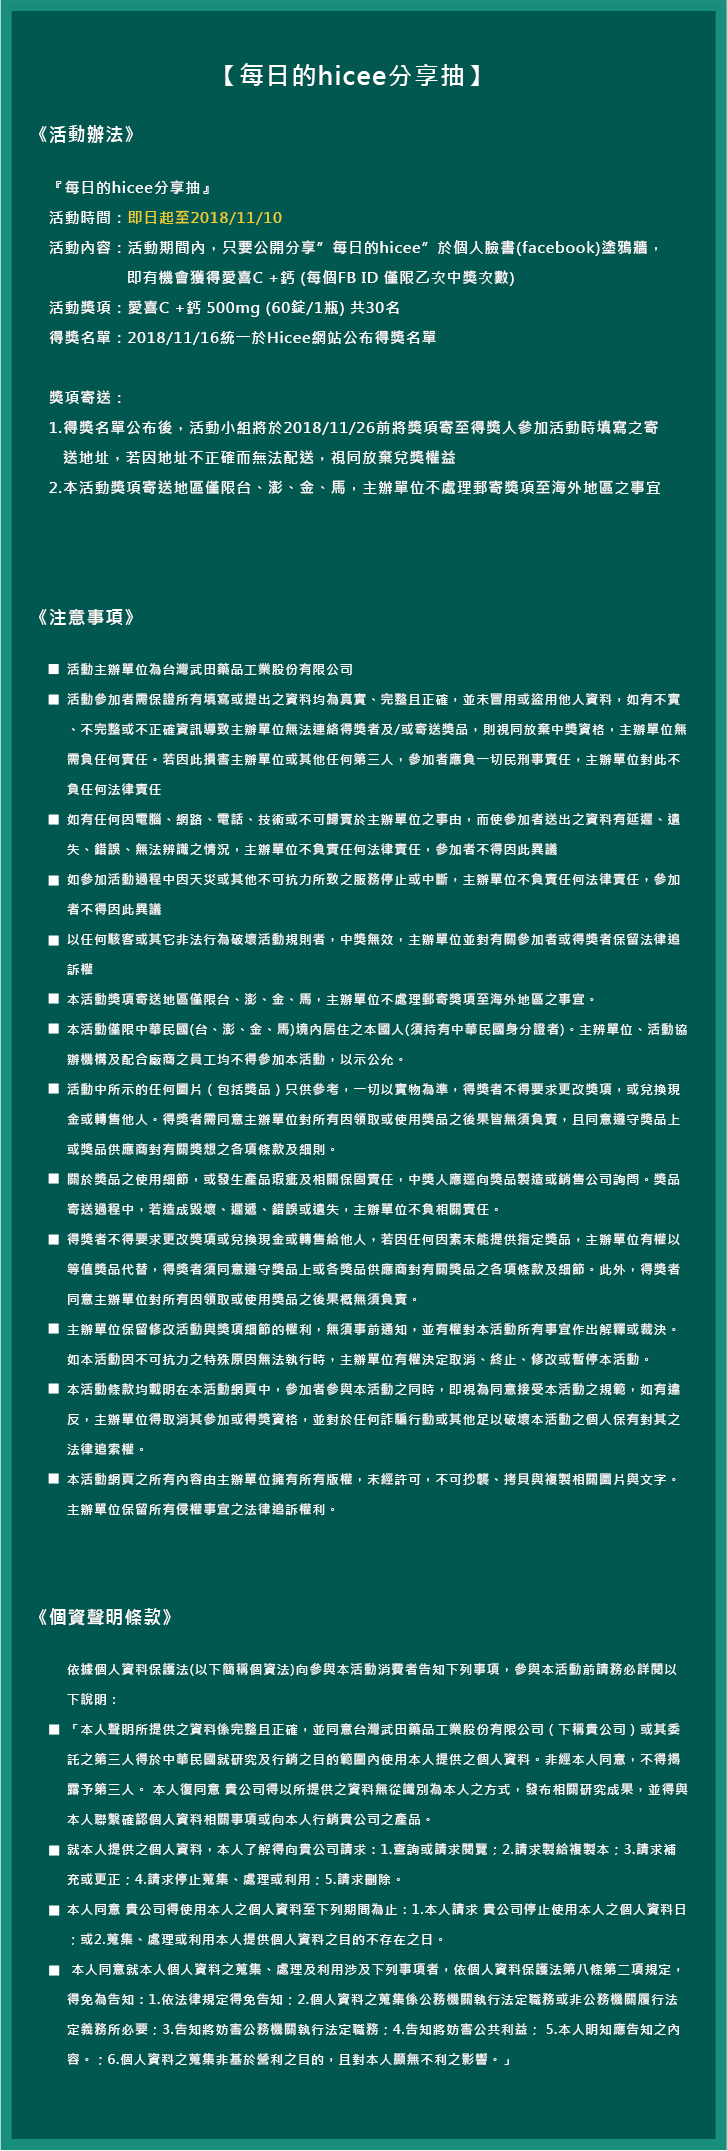 【每日的hicee分享抽】
《活動辦法》
『每日的hicee分享抽』
活動時間：即日起至2018/11/10
活動內容：活動期間內，只要公開分享”每日的hicee”於個人臉書(facebook)塗鴉牆，
即有機會獲得愛喜C +鈣 (每個FB ID 僅限乙次中獎次數)
活動獎項：愛喜C +鈣 500mg (60錠/1瓶) 共30名
得獎名單：2018/11/16統一於Hicee網站公布得獎名單
獎項寄送：
1.得獎名單公布後，活動小組將於2018/11/26前將獎項寄至得獎人參加活動時填寫之寄
送地址，若因地址不正確而無法配送，視同放棄兌獎權益
2.本活動獎項寄送地區僅限台、澎、金、馬，主辦單位不處理郵寄獎項至海外地區之事宜
《注意事項》
■ 活動主辦單位為台灣武田藥品工業股份有限公司
■ 活動參加者需保證所有填寫或提出之資料均為真實、完整且正確，並未冒用或盜用他人資料，如有不實
、不完整或不正確資訊導致主辦單位無法連絡得獎者及/或寄送獎品，則視同放棄中獎資格，主辦單位無
需負任何責任。若因此損害主辦單位或其他任何第三人，參加者應負一切民刑事責任，主辦單位對此不
負任何法律責任
■ 如有任何因電腦、網路、電話、技術或不可歸責於主辦單位之事由，而使參加者送出之資料有延遲、遺
失、錯誤、無法辨識之情況，主辦單位不負責任何法律責任，參加者不得因此異議
■ 如參加活動過程中因天災或其他不可抗力所致之服務停止或中斷，主辦單位不負責任何法律責任，參加
者不得因此異議
■ 以任何駭客或其它非法行為破壞活動規則者，中獎無效，主辦單位並對有關參加者或得獎者保留法律追
訴權
■ 本活動獎項寄送地區僅限台、澎、金、馬，主辦單位不處理郵寄獎項至海外地區之事宜。
■ 本活動僅限中華民國(台、澎、金、馬)境內居住之本國人(須持有中華民國身分證者)。主辨單位、活動協
辦機構及配合廠商之員工均不得參加本活動，以示公允。
■ 活動中所示的任何圖片（包括獎品）只供參考，一切以實物為準，得獎者不得要求更改獎項，或兌換現
金或轉售他人。得獎者需同意主辦單位對所有因領取或使用獎品之後果皆無須負責，且同意遵守獎品上
或獎品供應商對有關獎想之各項條款及細則。
■ 關於獎品之使用細節，或發生產品瑕疵及相關保固責任，中獎人應逕向獎品製造或銷售公司詢問。獎品
寄送過程中，若造成毀壞、遲遞、錯誤或遺失，主辦單位不負相關責任。
■ 得獎者不得要求更改獎項或兌換現金或轉售給他人，若因任何因素未能提供指定獎品，主辦單位有權以
等值獎品代替，得獎者須同意遵守獎品上或各獎品供應商對有關獎品之各項條款及細節。此外，得獎者
同意主辦單位對所有因領取或使用獎品之後果概無須負責。
■ 主辦單位保留修改活動與獎項細節的權利，無須事前通知，並有權對本活動所有事宜作出解釋或裁決。
如本活動因不可抗力之特殊原因無法執行時，主辦單位有權決定取消、終止、修改或暫停本活動。
■ 本活動條款均載明在本活動網頁中，參加者參與本活動之同時，即視為同意接受本活動之規範，如有違
反，主辦單位得取消其參加或得獎資格，並對於任何詐騙行動或其他足以破壞本活動之個人保有對其之
法律追索權。
■ 本活動網頁之所有內容由主辦單位擁有所有版權，未經許可，不可抄襲、拷貝與複製相關圖片與文字。
主辦單位保留所有侵權事宜之法律追訴權利。
《個資聲明條款》
依據個人資料保護法(以下簡稱個資法)向參與本活動消費者告知下列事項，參與本活動前請務必詳閱以
下說明：
■ 「本人聲明所提供之資料係完整且正確，並同意台灣武田藥品工業股份有限公司（下稱貴公司）或其委
託之第三人得於中華民國就研究及行銷之目的範圍內使用本人提供之個人資料。非經本人同意，不得揭
露予第三人。 本人復同意 貴公司得以所提供之資料無從識別為本人之方式，發布相關研究成果，並得與
本人聯繫確認個人資料相關事項或向本人行銷貴公司之產品。
■ 就本人提供之個人資料，本人了解得向貴公司請求：1.查詢或請求閱覽；2.請求製給複製本；3.請求補
充或更正；4.請求停止蒐集、處理或利用；5.請求刪除。
■ 本人同意 貴公司得使用本人之個人資料至下列期間為止：1.本人請求 貴公司停止使用本人之個人資料日
；或2.蒐集、處理或利用本人提供個人資料之目的不存在之日。
■ 本人同意就本人個人資料之蒐集、處理及利用涉及下列事項者，依個人資料保護法第八條第二項規定，
得免為告知：1.依法律規定得免告知；2.個人資料之蒐集係公務機關執行法定職務或非公務機關履行法
定義務所必要；3.告知將妨害公務機關執行法定職務；4.告知將妨害公共利益； 5.本人明知應告知之內
容。；6.個人資料之蒐集非基於營利之目的，且對本人顯無不利之影響。」